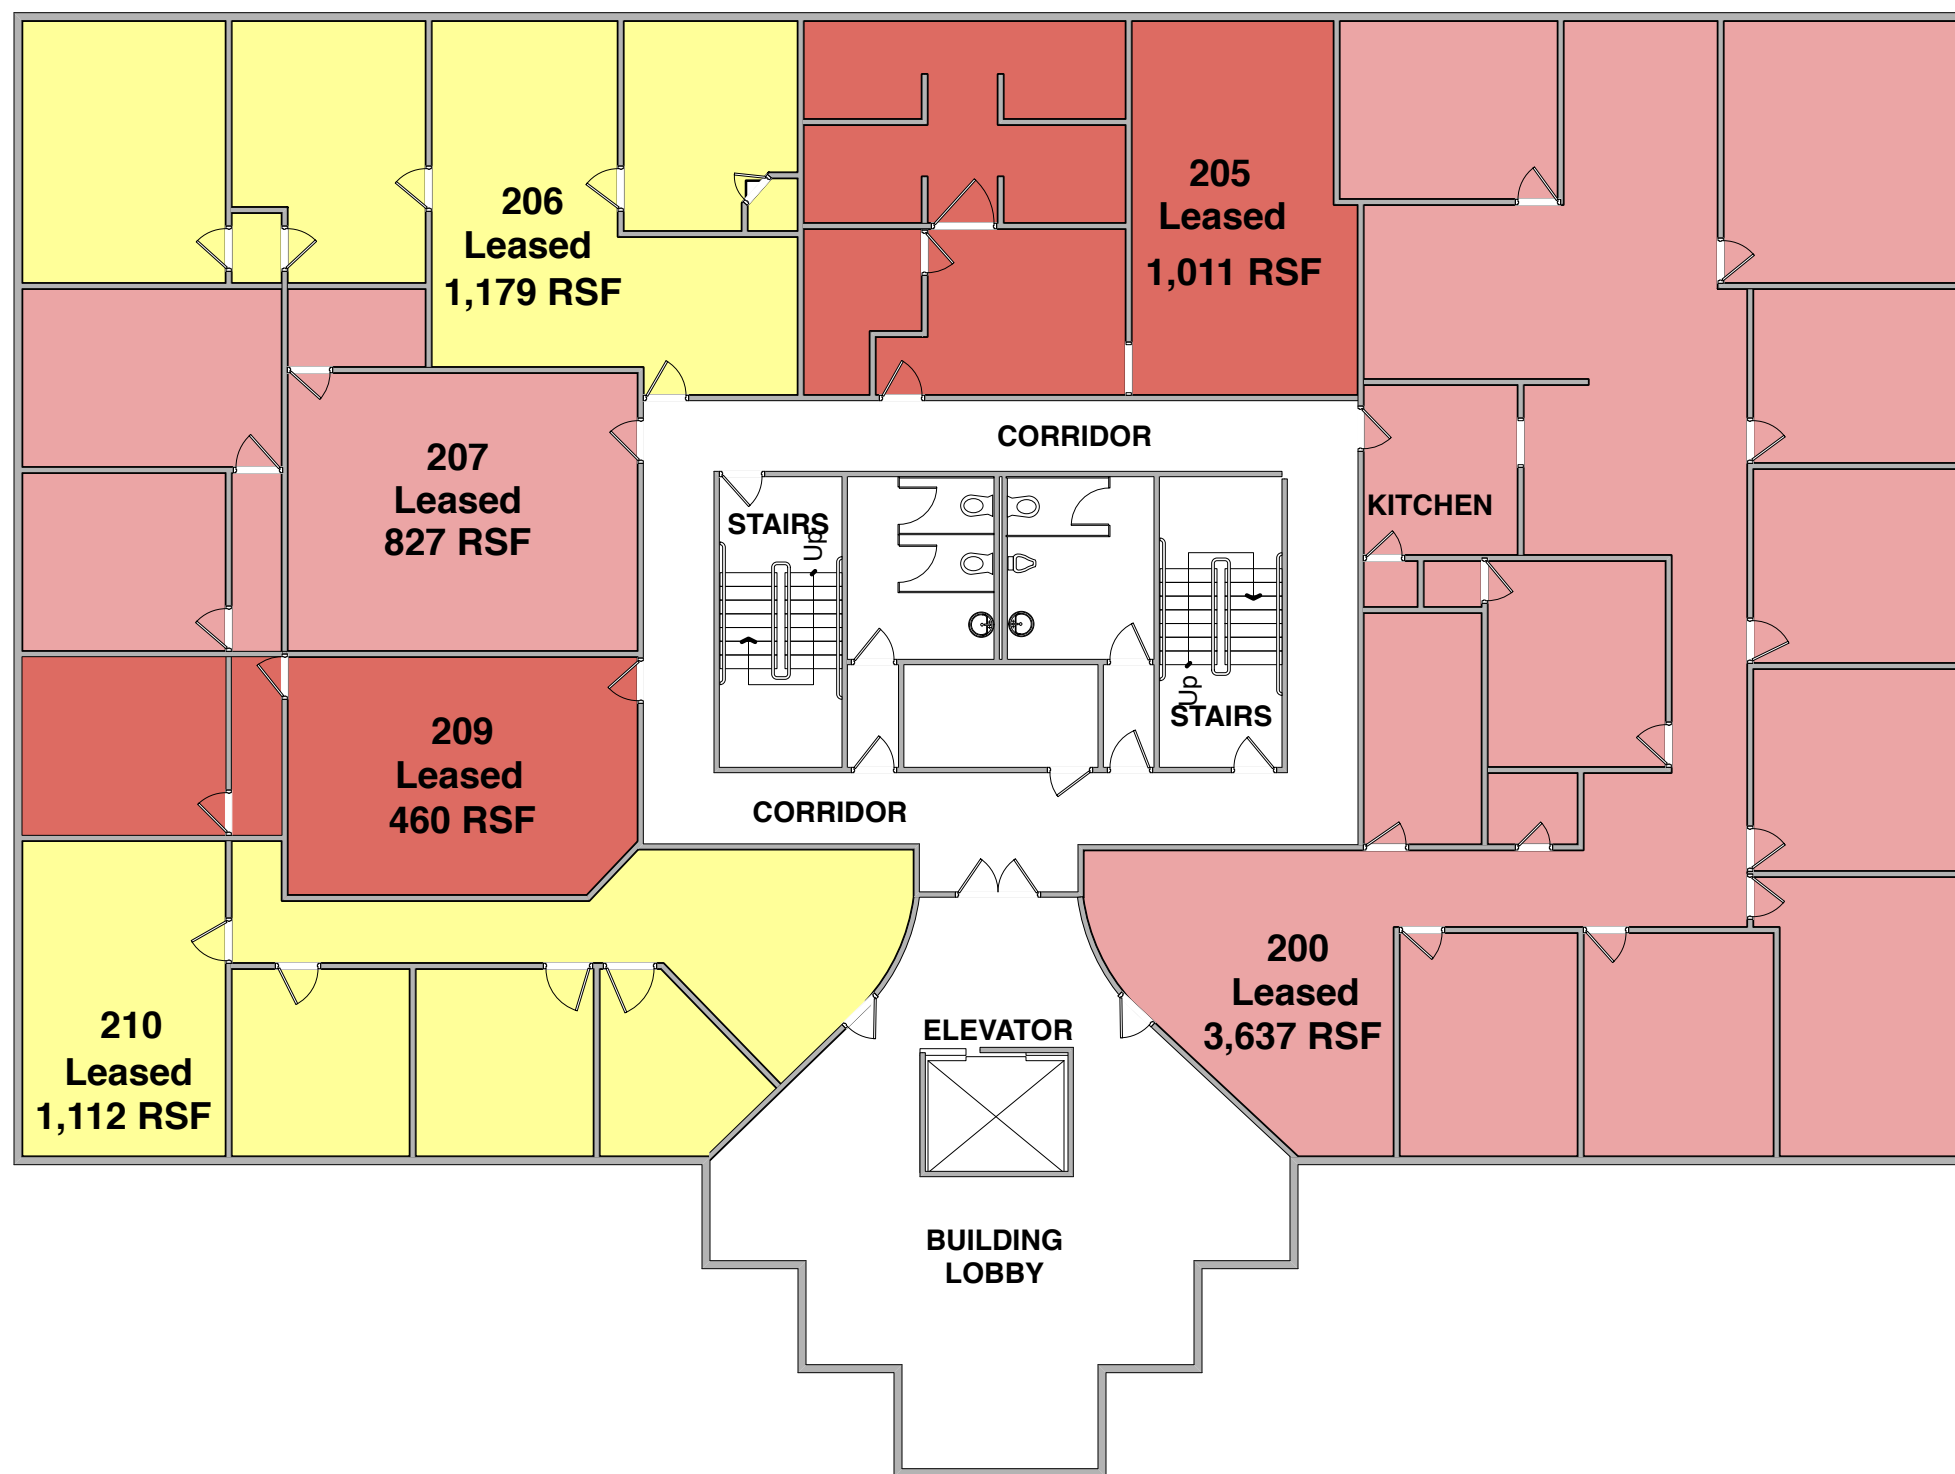 206
Leased
1,179 RSF
205
Leased
1,011 RSF
CORRIDOR
207
Leased
827 RSF
STAIRS
Up
KITCHEN
209
Leased
460 RSF
Up
STAIRS
CORRIDOR
200
Leased
3,637 RSF
210
Leased
1,112 RSF
ELEVATOR
BUILDING
LOBBY